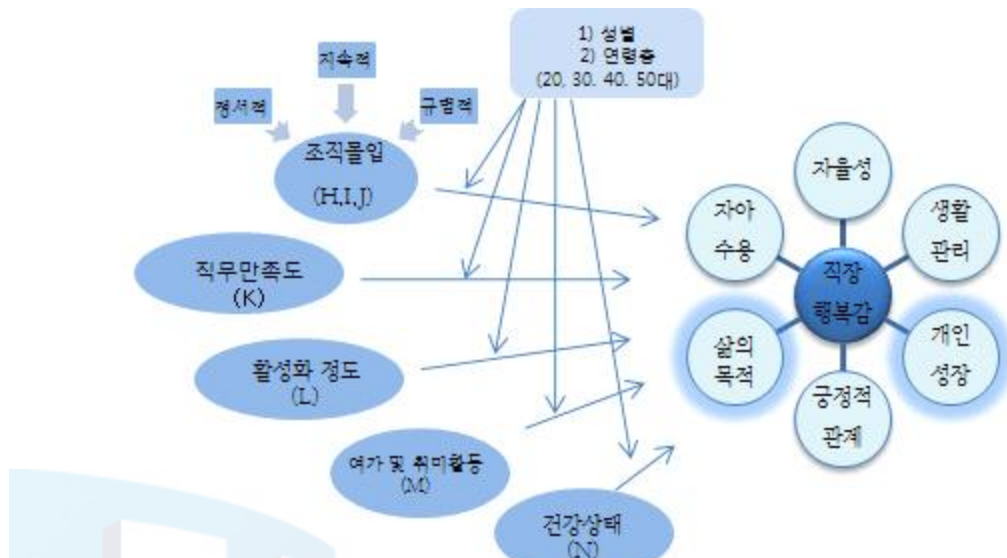 1) 성별
2) 연령층
(20, 30. 40. 50대)
지속적
정서적
규범적
조직몰입
(H,I,J)
직무만족도
(K)
활성화 정도
(L)
여가 및 취미활동
(M)
건강상태
(N)
자율성
자아
수용
생활
관리
직장
행복감
삶의
목적
개인
성장
긍정적
관계